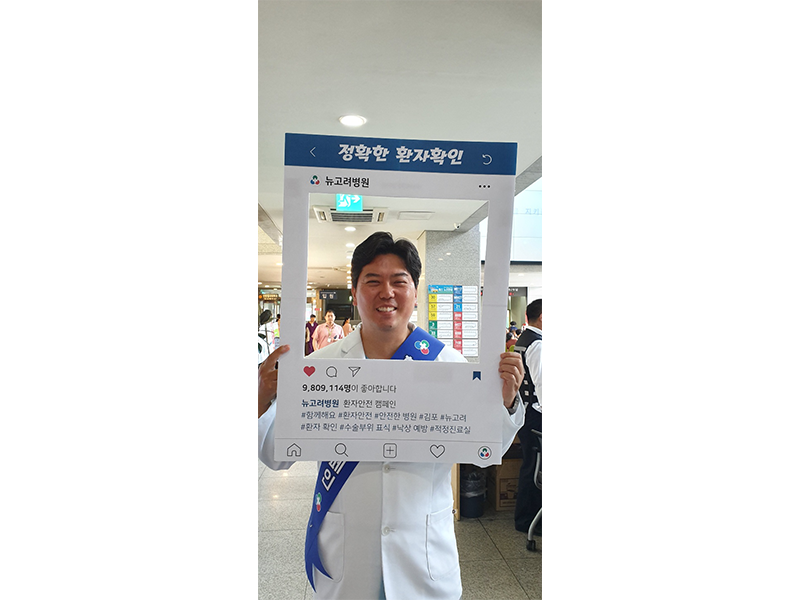 정확한 환자확인
뉴고려병원
9,809,114명이 좋아합니다
뉴고려병원 환자안전 캠페인
#함께해요 #환자안전 #안전한 병원 #김포 #뉴고려
#환자 확인 #수술부위 표식 #낙상 예방 #적정진료실